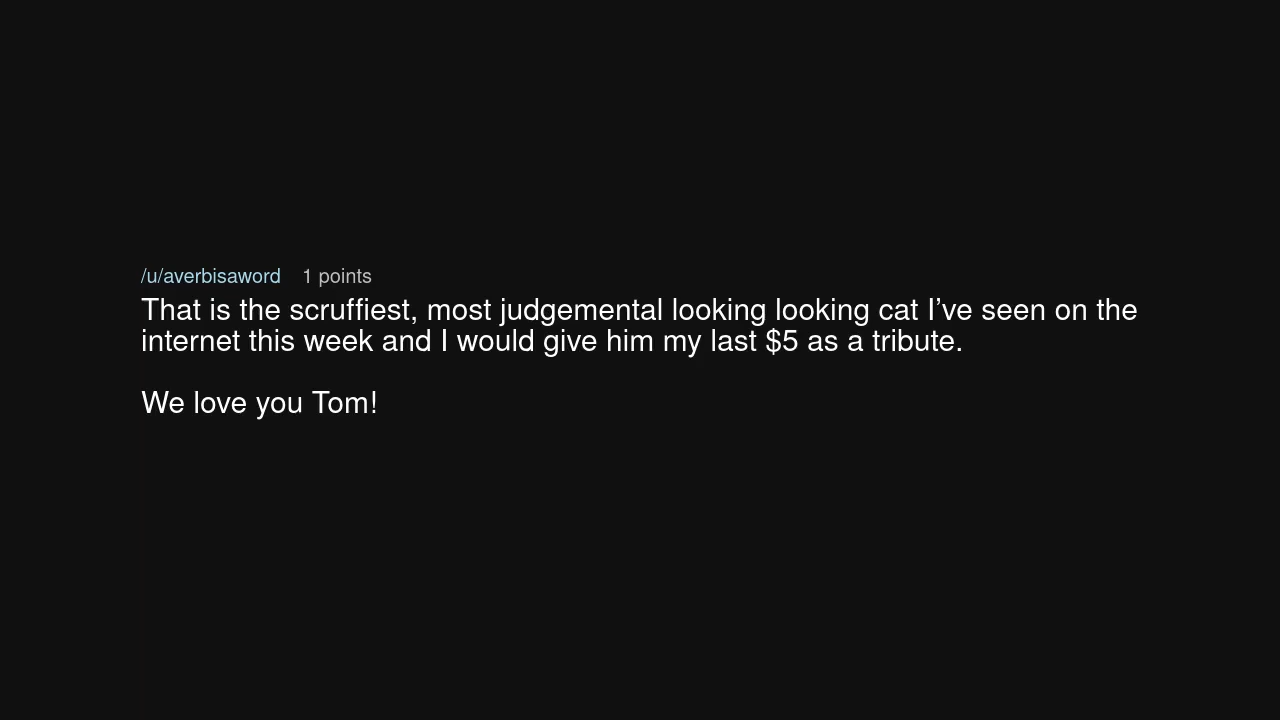 /u/averbisaword 1 points
That is the scruffiest, most judgemental looking looking cat I’ve seen on the
internet this week and I would give him my last $5 as a tribute.
We love you Tom!